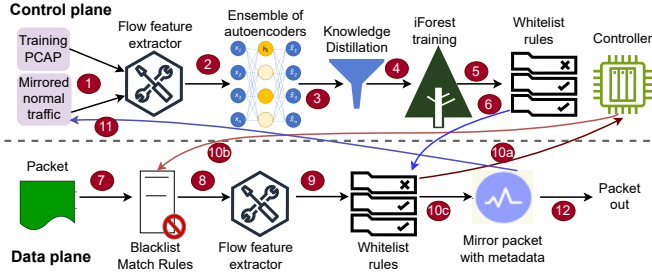 Control plane
Training
PCAP
Mirrored
normal
traffic
1
Flow feature
extractor
2
Ensemble of
autoencoders
3
Knowledge
Distillation
4
iForest
training
5
Whitelist
rules
6
Controller
11
10b
10a
Packet
7
8
9
10c
12
Packet
out
Data plane
Blacklist
Match Rules
Flow feature
extractor
Whitelist
rules
Mirror packet
with metadata